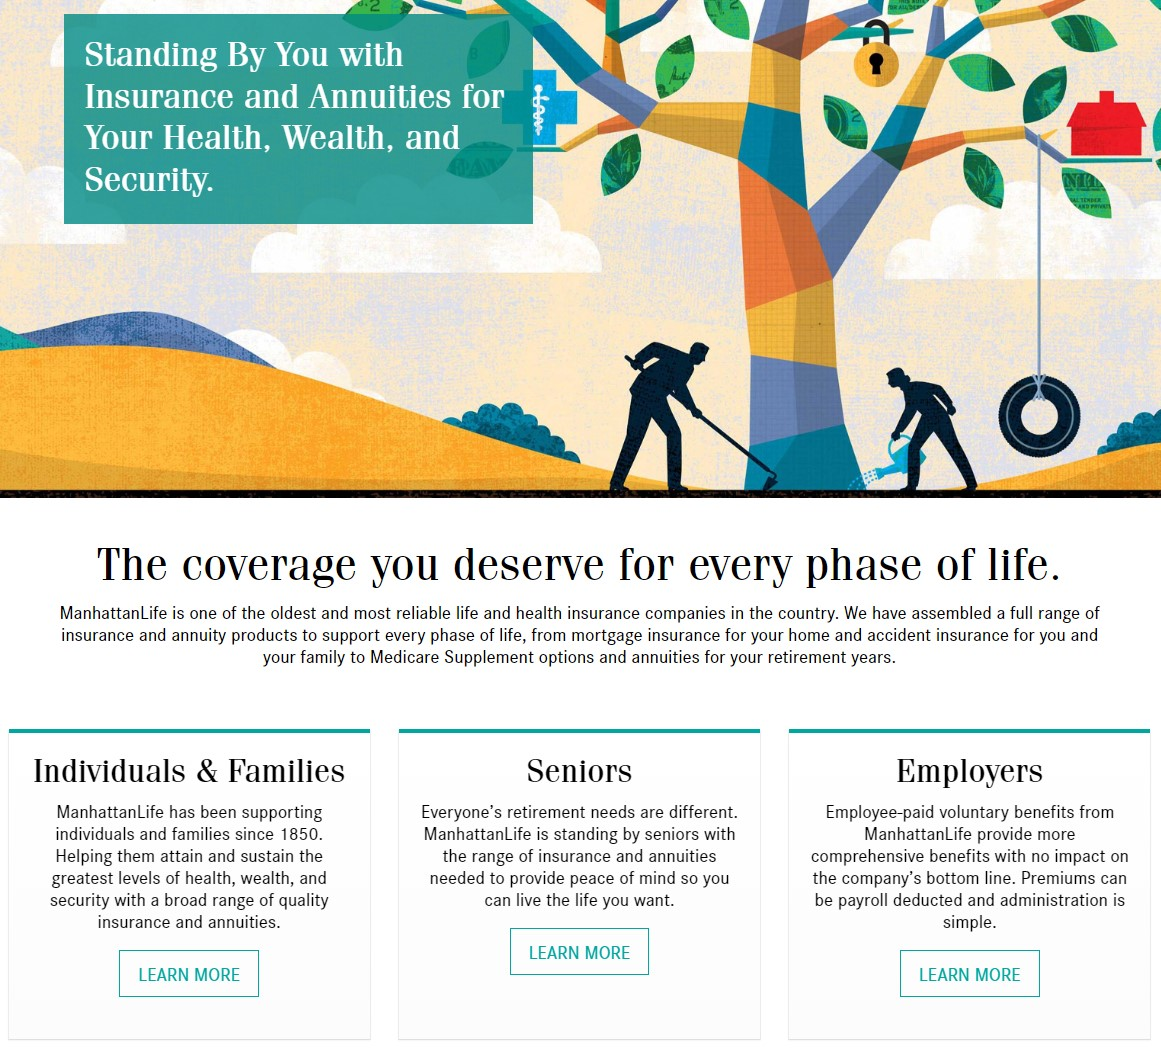 Standing By You with
Insurance and Annuities for
Your Health, Wealth, and
Security.
The coverage you deserve for every phase of life.
ManhattanLife is one of the oldest and most reliable life and health insurance companies in the country. We have assembled a full range of
insurance and annuity products to support every phase of life, from mortgage insurance for your home and accident insurance for you and
your family to Medicare Supplement options and annuities for your retirement years.
Individuals & Families
ManhattanLife has been supporting
individuals and families since 1850.
Helping them attain and sustain the
greatest levels of health, wealth, and
security with a broad range of quality
insurance and annuities.
LEARN MORE
Seniors
Everyone’s retirement needs are different.
ManhattanLife is standing by seniors with
the range of insurance and annuities
needed to provide peace of mind so you
can live the life you want.
LEARN MORE
Employers
Employee-paid voluntary benefits from
ManhattanLife provide more
comprehensive benefits with no impact on
the company’s bottom line. Premiums can
be payroll deducted and administration is
simple.
LEARN MORE